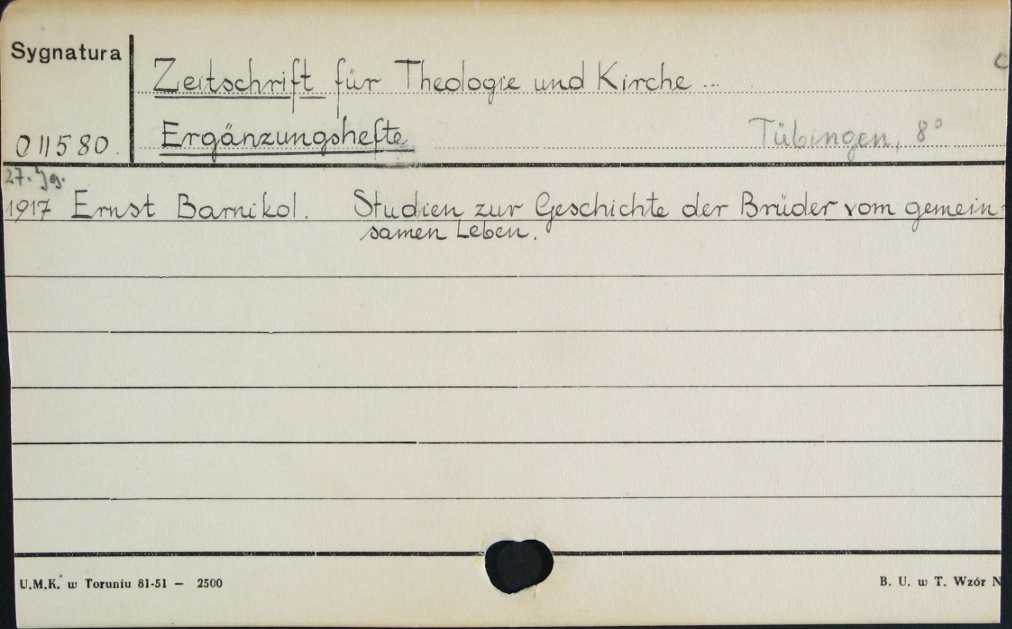 Sygnatura
C
Zeitschrift für Theologie und Kirche ...
011580. Ergänzungshefte Tübingen, 8°
27. Jg.
1917 Ernst Barnikol. Studien zur Geschichte der Brüder vom gemein-
samen Leben.
U.M.K. w Toruniu 81-51 — 2500
B. U. w T. Wzór N